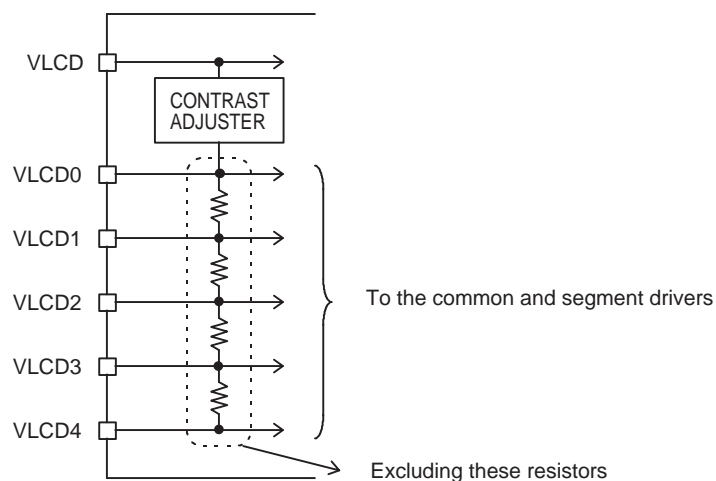 VLCD
CONTRAST
ADJUSTER
VLCD0
VLCD1
VLCD2
To the common and segment drivers
VLCD3
VLCD4
Excluding these resistors